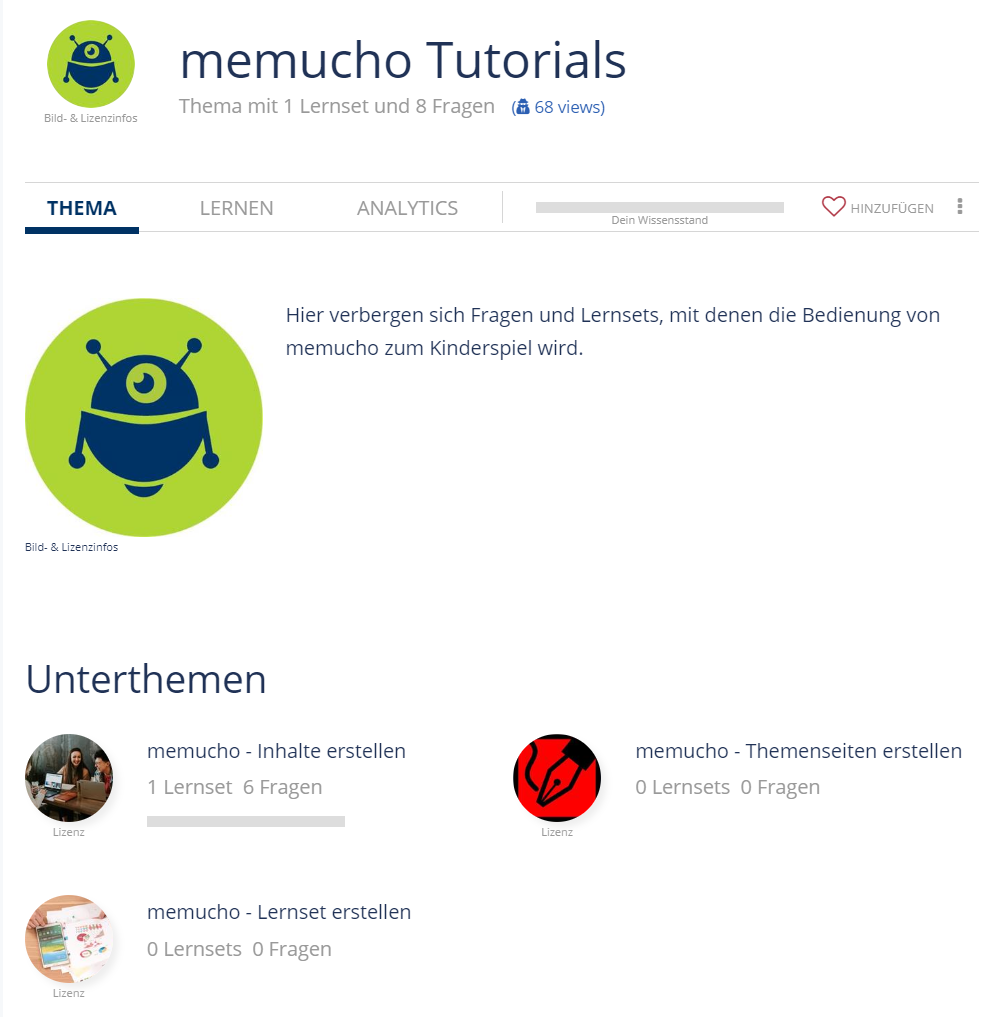 memucho Tutorials
Thema mit 1 Lernset und 8 Fragen (68 views)
Bild- & Lizenzinfos
THEMA LERNEN ANALYTICS Dein Wissensstand HINZUFÜGEN
Hier verbergen sich Fragen und Lernsets, mit denen die Bedienung von
memucho zum Kinderspiel wird.
Bild- & Lizenzinfos
Unterthemen
memucho - Inhalte erstellen
1 Lernset 6 Fragen
Lizenz
memucho - Themenseiten erstellen
0 Lernsets 0 Fragen
Lizenz
memucho - Lernset erstellen
0 Lernsets 0 Fragen
Lizenz